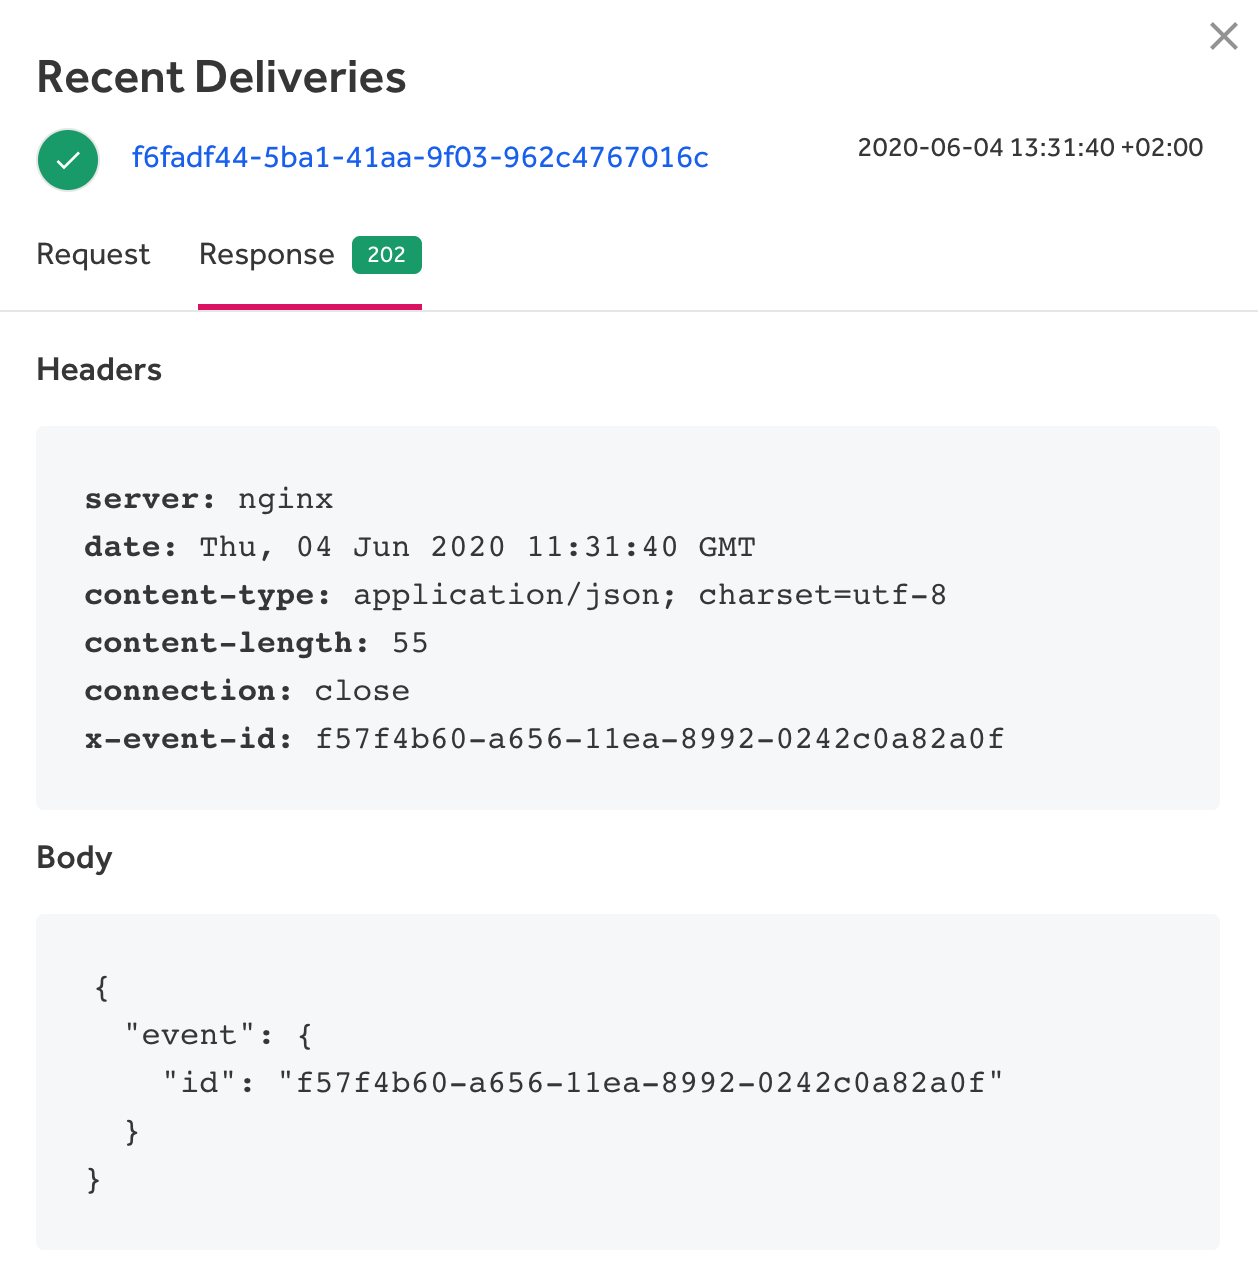 Recent Deliveries
f6fadf44-5ba1-41aa-9f03-962c4767016c 2020-06-04 13:31:40 +02:00
Request Response 202
Headers
server: nginx
date: Thu, 04 Jun 2020 11:31:40 GMT
content-type: application/json; charset=utf-8
content-length: 55
connection: close
x-event-id: f57f4b60-a656-11ea-8992-0242c0a82a0f
Body
{
"event": {
"id": "f57f4b60-a656-11ea-8992-0242c0a82a0f"
}
}